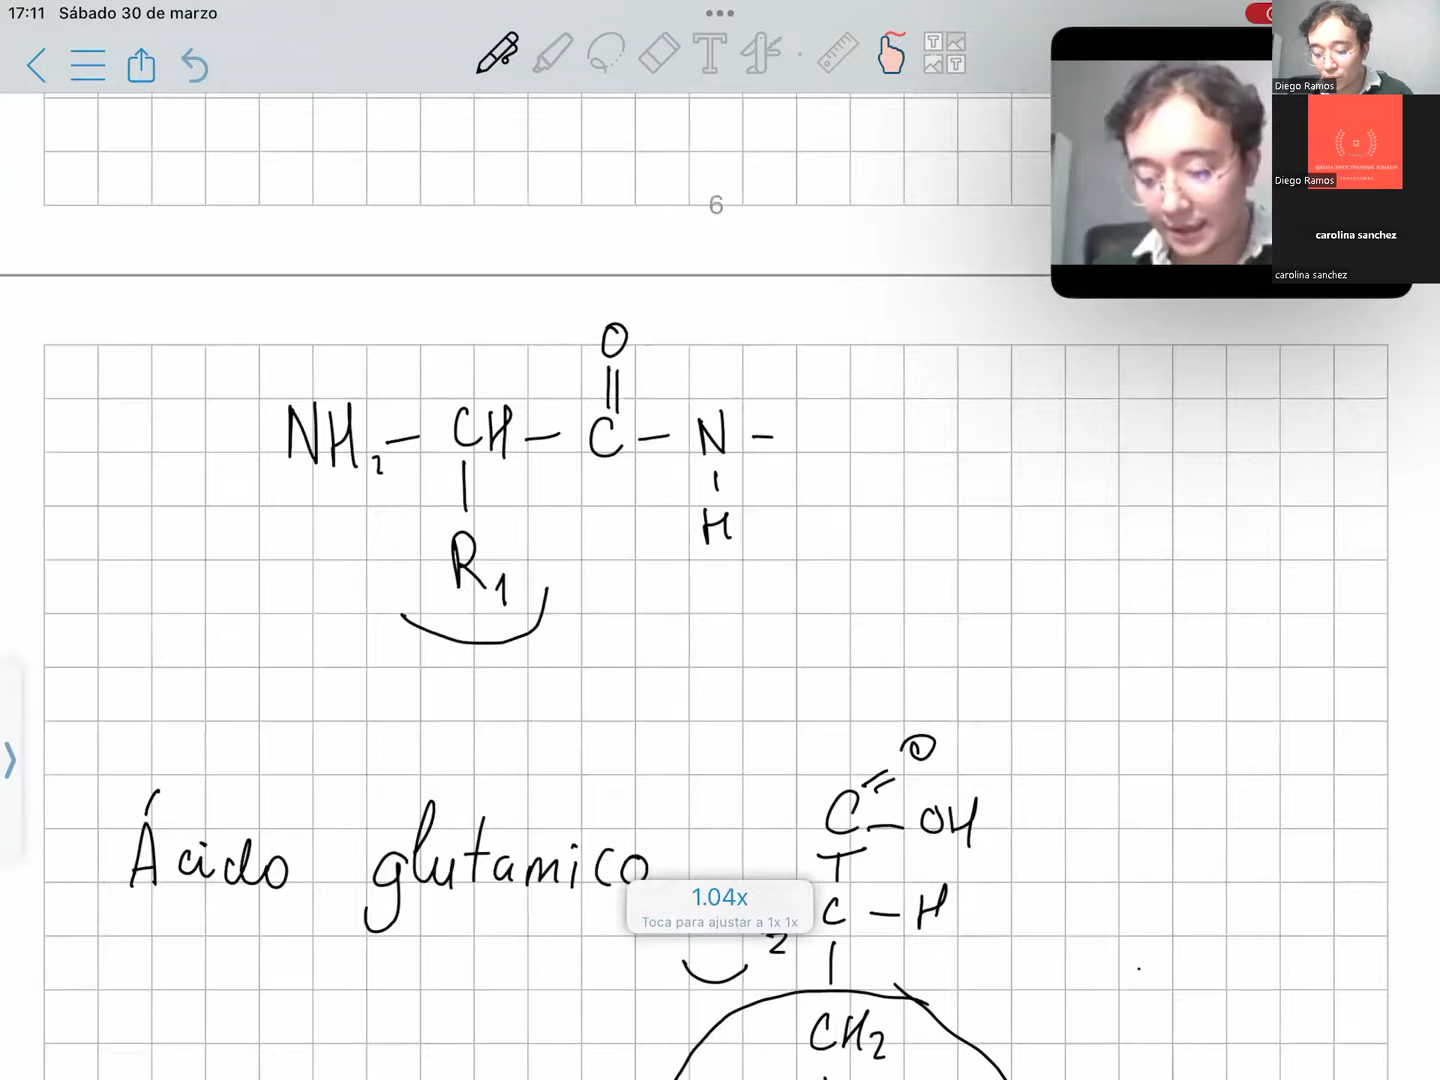 17:11 Sábado 30 de marzo
Diego Ramos
Diego Ramos
carolina sanchez
carolina sanchez
6
O
NH2 - CH - C - N -
H
R1
O
C - OH
Ácido glutamico
1.04x
Toca para ajustar a 1x 1x
2 C - H
CH2